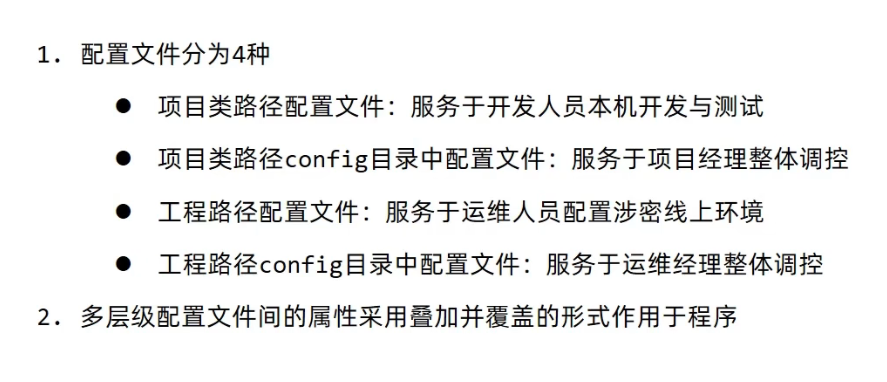 1. 配置文件分为4种
● 项目类路径配置文件：服务于开发人员本机开发与测试
● 项目类路径config目录中配置文件：服务于项目经理整体调控
● 工程路径配置文件：服务于运维人员配置涉密线上环境
● 工程路径config目录中配置文件：服务于运维经理整体调控
2. 多层级配置文件间的属性采用叠加并覆盖的形式作用于程序